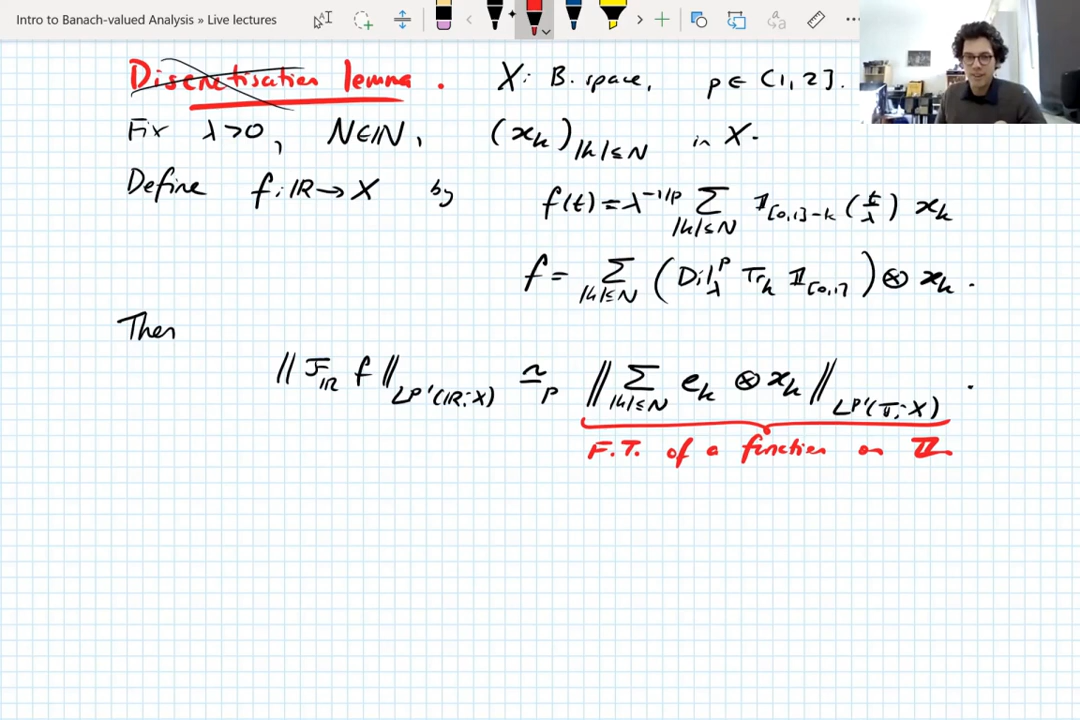 Intro to Banach-valued Analysis » Live lectures
Discretisation lemma. X: B. space, p ∈ (1,2].
Fix λ>0, N∈ℕ, (x_k)_{|k|≤N} in X.
Define f: ℝ → X by f(t) = λ^{-1/p} Σ_{|k|≤N} 𝟙_{[0,1]-k}(t/λ) x_k
f = Σ_{|k|≤N} (Dil_λ^p Tr_k 𝟙_{[0,1]}) ⊗ x_k.
Then
‖ℱ_ℝ f‖_{L^{p'}(ℝ;X)} ≃_p ‖Σ_{|k|≤N} e_k ⊗ x_k‖_{L^{p'}(𝕋;X)}.
F.T. of a function on ℤ